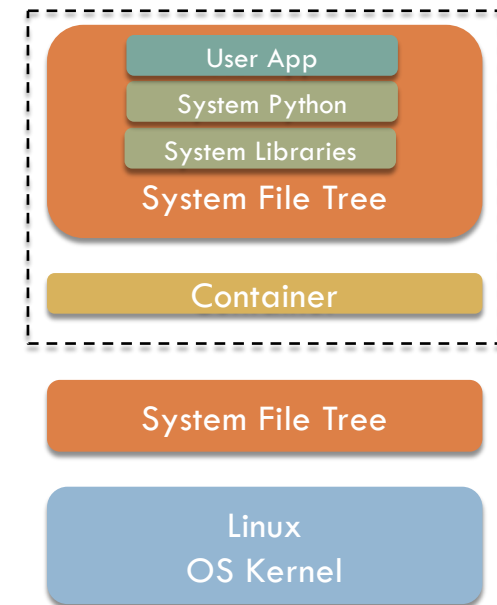 User App
System Python
System Libraries
System File Tree
Container
System File Tree
Linux
OS Kernel